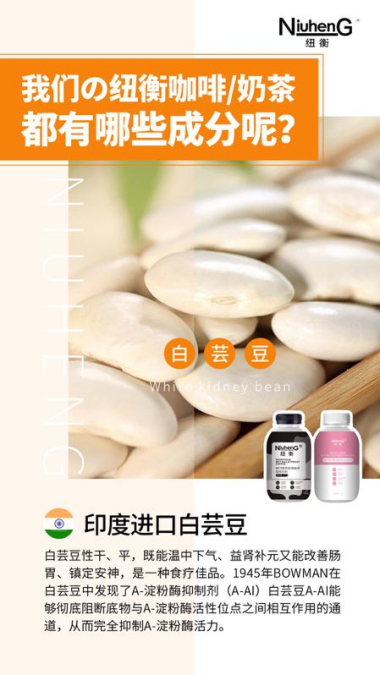 NiuhenG
纽衡
我们の纽衡咖啡/奶茶
都有哪些成分呢？
NIUHENG
白芸豆
White kidney bean
NiuhenG
纽衡
NiuhenG
印度进口白芸豆
白芸豆性干、平，既能温中下气、益肾补元又能改善肠
胃、镇定安神，是一种食疗佳品。1945年BOWMAN在
白芸豆中发现了A-淀粉酶抑制剂（A-AI）白芸豆A-AI能
够彻底阻断底物与A-淀粉酶活性位点之间相互作用的通
道，从而完全抑制A-淀粉酶活力。